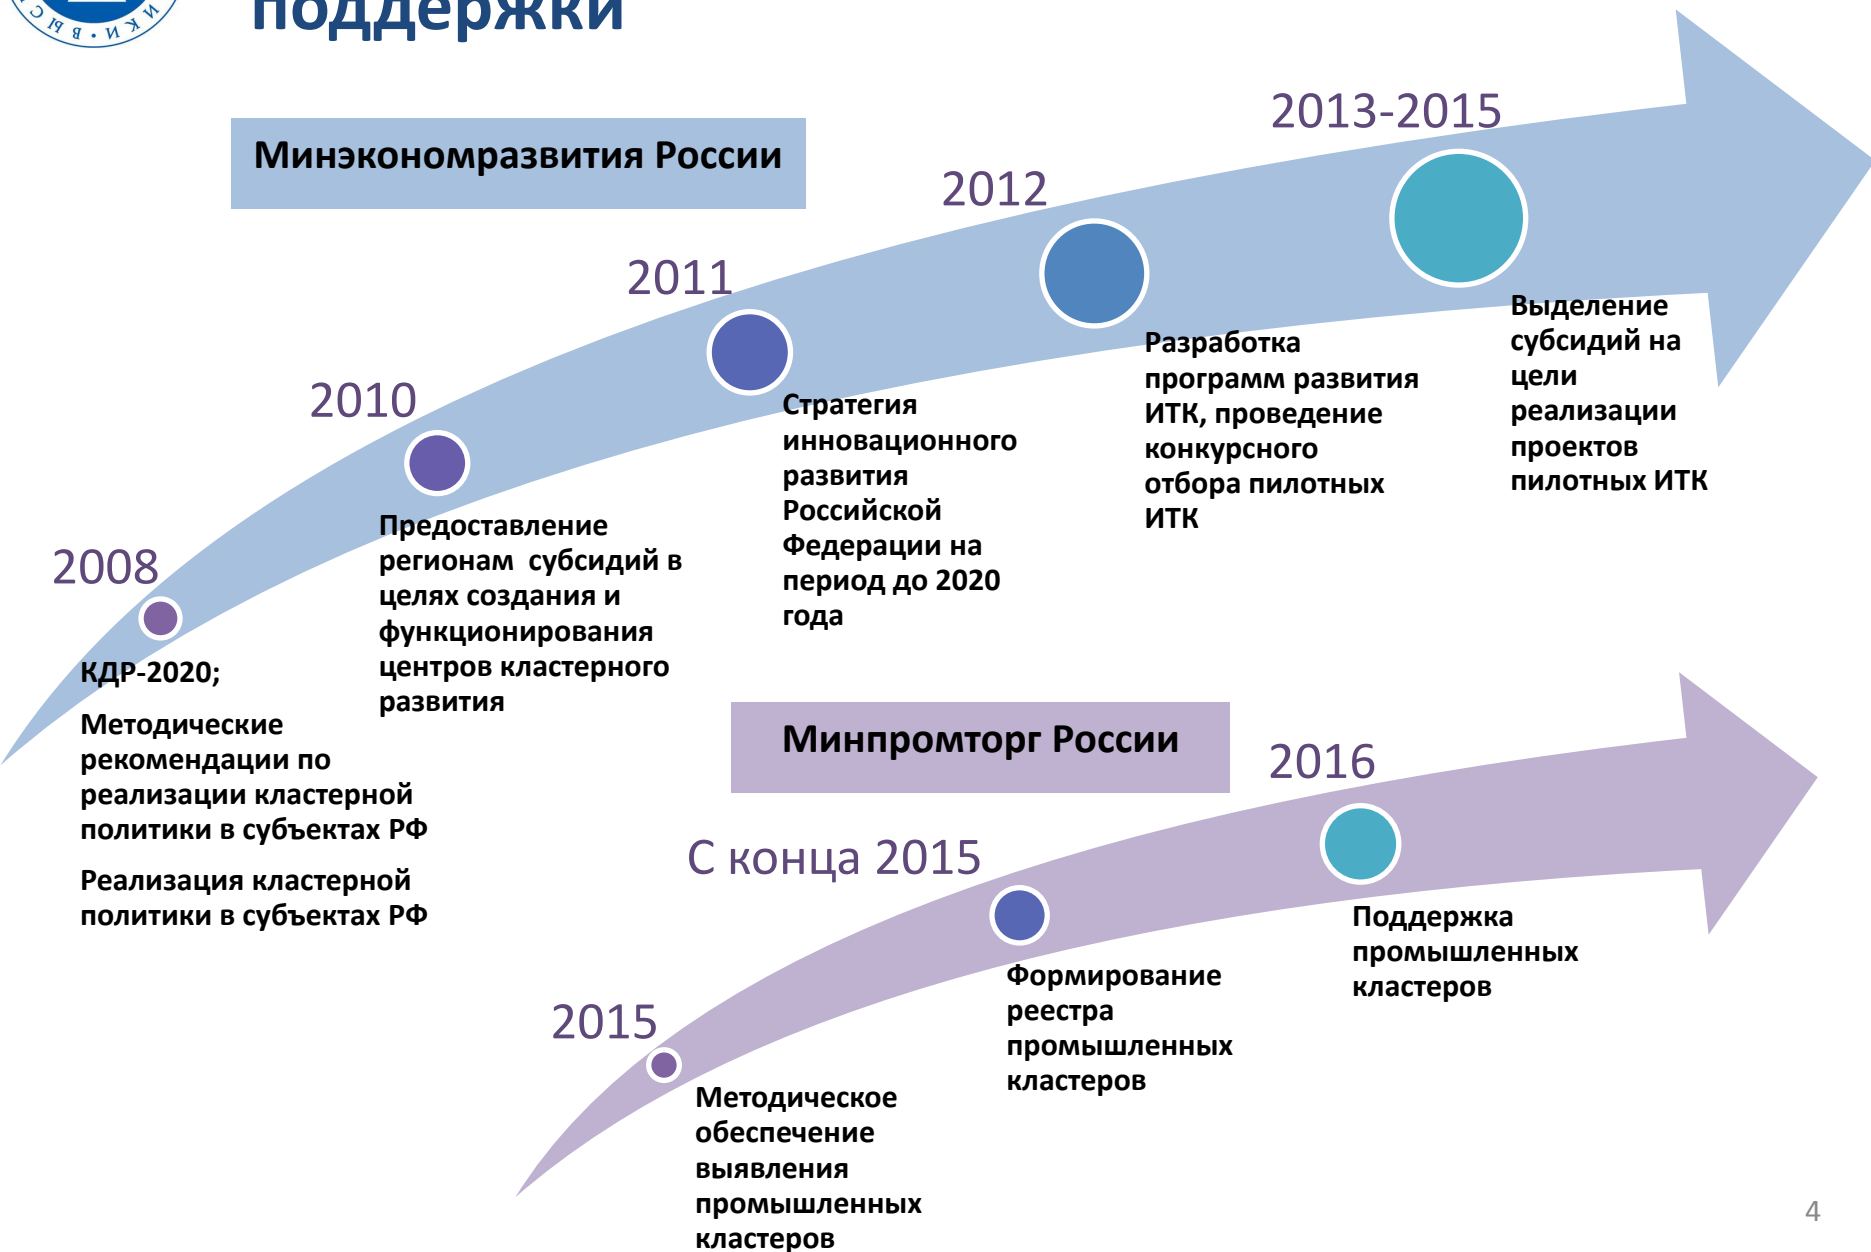 поддержки
Минэкономразвития России
2008
КДР-2020;
Методические
рекомендации по
реализации кластерной
политики в субъектах РФ
Реализация кластерной
политики в субъектах РФ
2010
Предоставление
регионам субсидий в
целях создания и
функционирования
центров кластерного
развития
2011
Стратегия
инновационного
развития
Российской
Федерации на
период до 2020
года
2012
Разработка
программ развития
ИТК, проведение
конкурсного
отбора пилотных
ИТК
2013-2015
Выделение
субсидий на
цели
реализации
проектов
пилотных ИТК
Минпромторг России
2015
Методическое
обеспечение
выявления
промышленных
кластеров
С конца 2015
Формирование
реестра
промышленных
кластеров
2016
Поддержка
промышленных
кластеров
4